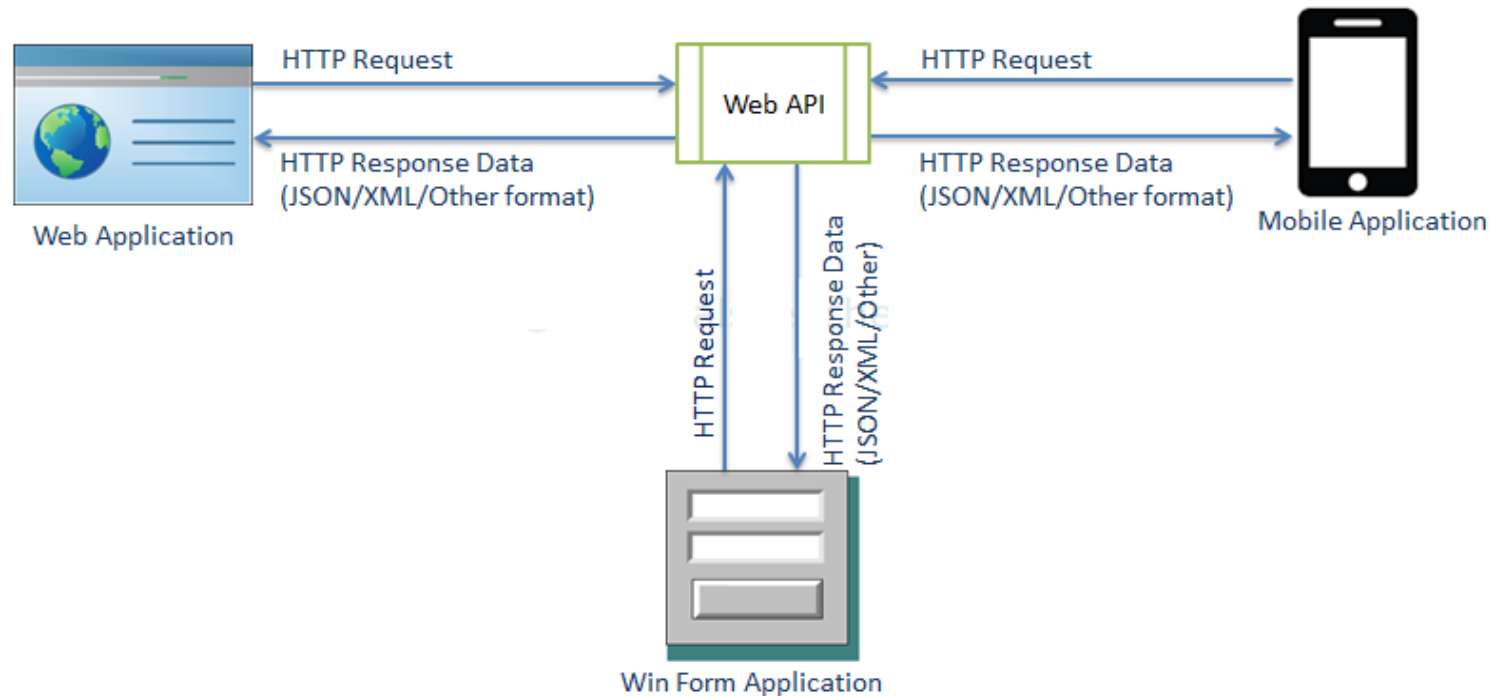 HTTP Request
HTTP Request
Web API
HTTP Response Data
(JSON/XML/Other format)
HTTP Response Data
(JSON/XML/Other format)
Web Application
Mobile Application
HTTP Request
HTTP Response Data
(JSON/XML/Other)
Win Form Application